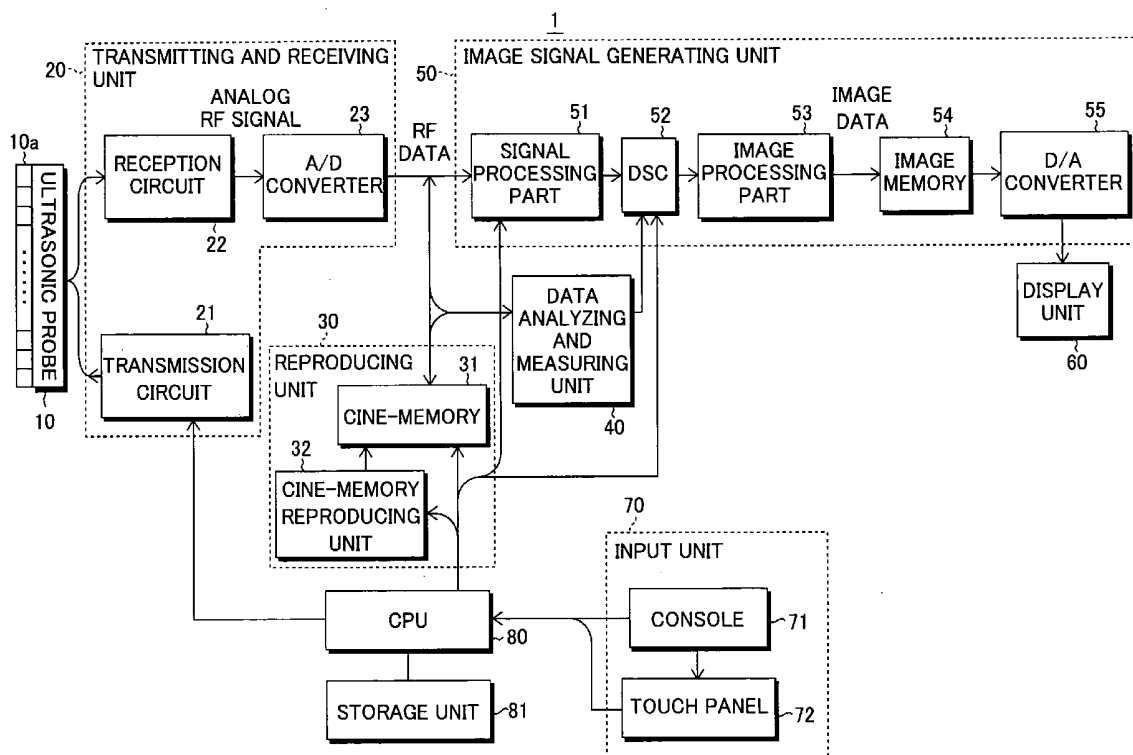 1
TRANSMITTING AND RECEIVING
UNIT
20
IMAGE SIGNAL GENERATING UNIT
50
ANALOG
RF SIGNAL
RF
DATA
IMAGE
DATA
10a
ULTRASONIC PROBE
10
RECEPTION
CIRCUIT
22
23
A/D
CONVERTER
51
SIGNAL
PROCESSING
PART
52
DSC
53
IMAGE
PROCESSING
PART
54
IMAGE
MEMORY
55
D/A
CONVERTER
21
TRANSMISSION
CIRCUIT
30
REPRODUCING
UNIT
31
CINE-MEMORY
32
CINE-MEMORY
REPRODUCING
UNIT
DATA
ANALYZING
AND
MEASURING
UNIT
40
DISPLAY
UNIT
60
70
INPUT UNIT
CPU
80
CONSOLE
71
STORAGE UNIT
81
TOUCH PANEL
72